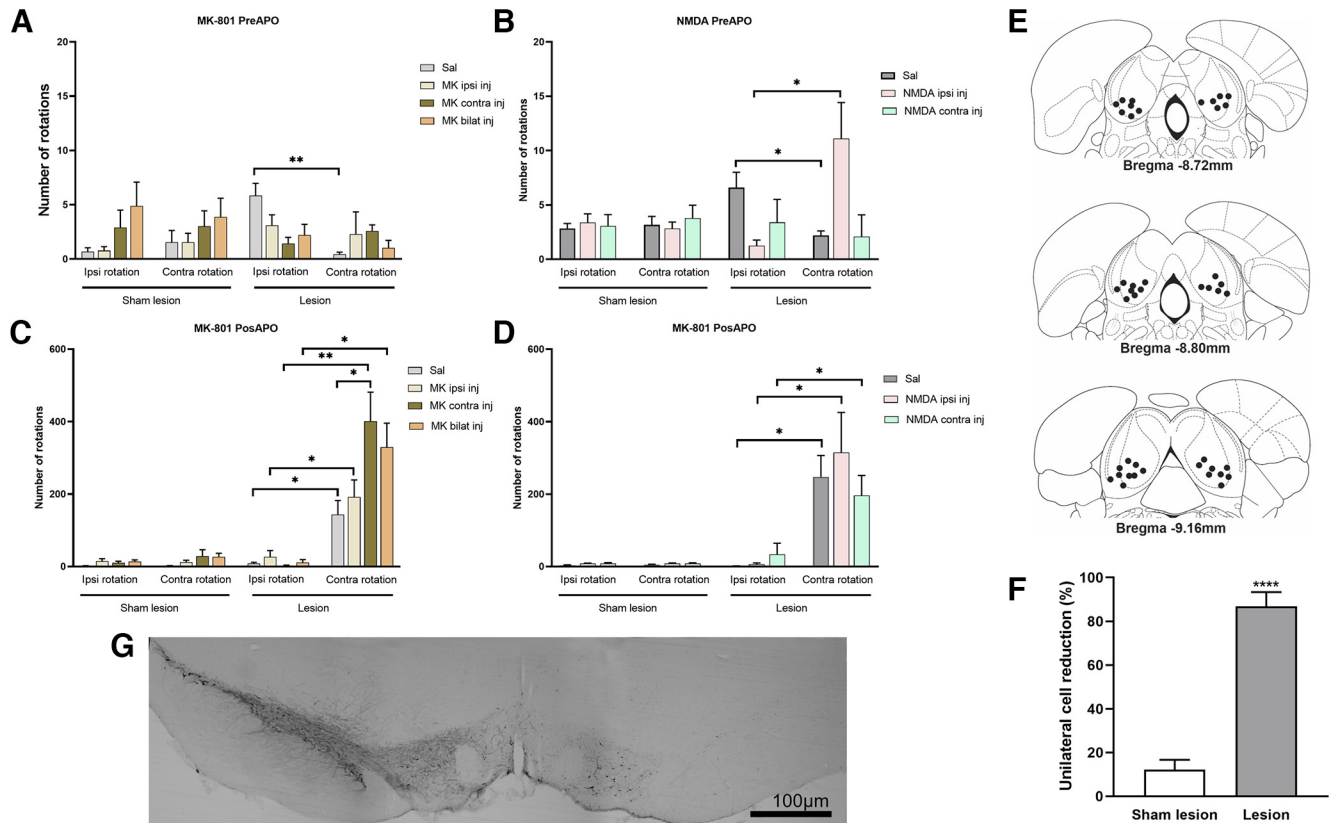 A
MK-801 PreAPO
Number of rotations
20
15
10
5
0
Sal
MK ipsi inj
MK contra inj
MK bilat inj
**
Ipsi rotation
Contra rotation
Ipsi rotation
Contra rotation
Sham lesion
Lesion
B
NMDA PreAPO
Number of rotations
20
15
10
5
0
*
*
Sal
NMDA ipsi inj
NMDA contra inj
Ipsi rotation
Contra rotation
Ipsi rotation
Contra rotation
Sham lesion
Lesion
C
MK-801 PosAPO
Number of rotations
600
400
200
0
*
**
*
*
*
Sal
MK ipsi inj
MK contra inj
MK bilat inj
Ipsi rotation
Contra rotation
Ipsi rotation
Contra rotation
Sham lesion
Lesion
D
MK-801 PosAPO
Number of rotations
600
400
200
0
*
*
*
Sal
NMDA ipsi inj
NMDA contra inj
Ipsi rotation
Contra rotation
Ipsi rotation
Contra rotation
Sham lesion
Lesion
E
Bregma -8.72mm
Bregma -8.80mm
Bregma -9.16mm
F
Unilateral cell reduction (%)
100
80
60
40
20
0
****
Sham lesion
Lesion
G
100µm